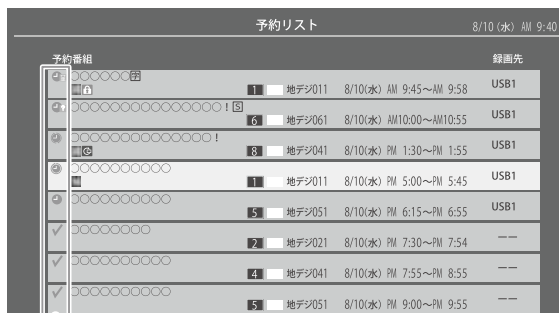 予約リスト
8/10 (水) AM 9:40
予約番組
録画先
○○○○○○字
1 地デジ011 8/10(水) AM 9:45～AM 9:58 USB1
○○○○○○○○○○○○○○○！S
6 地デジ061 8/10(水) AM10:00～AM10:55 USB1
○○○○○○○○○○○○○○！
8 地デジ041 8/10(水) PM 1:30～PM 1:55 USB1
○○○○○○○○○○
1 地デジ011 8/10(水) PM 5:00～PM 5:45 USB1
○○○○○○○○○○
5 地デジ051 8/10(水) PM 6:15～PM 6:55 USB1
○○○○○○○○
2 地デジ021 8/10(水) PM 7:30～PM 7:54 ーー
○○○○○○○○○○
4 地デジ041 8/10(水) PM 7:55～PM 8:55 ーー
○○○○○○○○○○
5 地デジ051 8/10(水) PM 9:00～PM 9:55 ーー